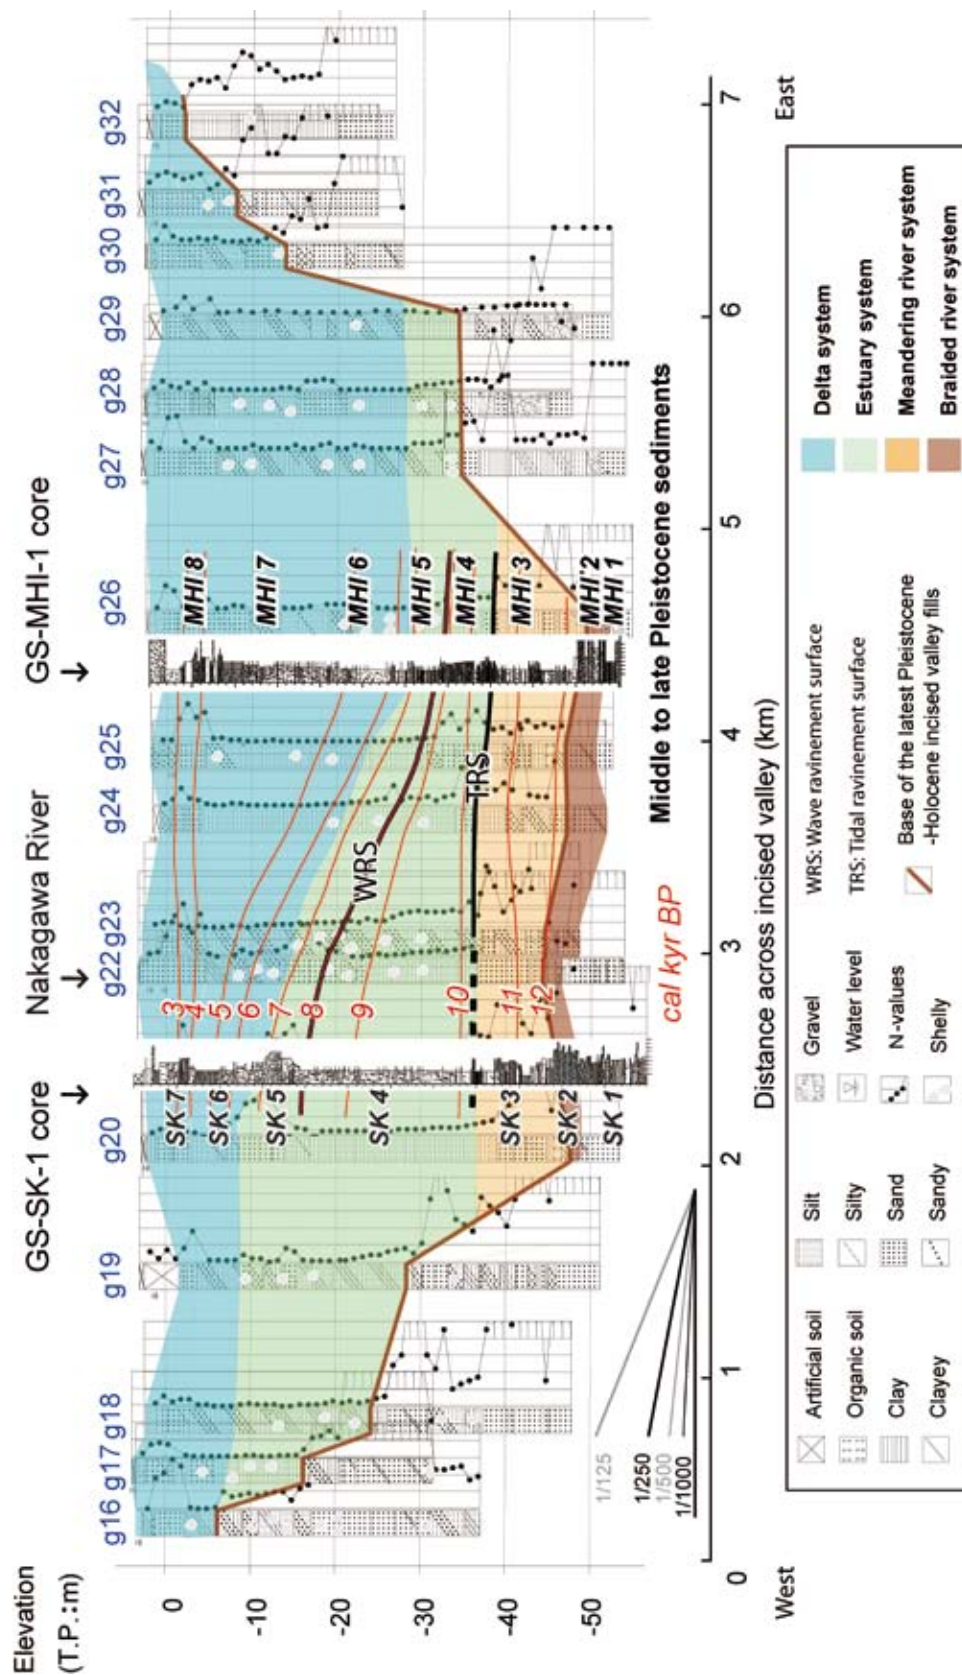 Elevation
(T.P.:m)
GS-SK-1 core
Nakagawa River
GS-MHI-1 core
g16
g17
g18
g19
g20
g22
g23
g24
g25
g26
g27
g28
g29
g30
g31
g32
0
-10
-20
-30
-40
-50
SK 7
SK 6
SK 5
SK 4
SK 3
SK 2
SK 1
3
4
5
6
7
8
9
10
11
12
cal kyr BP
WRS
TRS
MHI 8
MHI 7
MHI 6
MHI 5
MHI 4
MHI 3
MHI 2
MHI 1
Middle to late Pleistocene sediments
1/125
1/250
1/500
1/1000
0
1
2
3
4
5
6
7
West
Distance across incised valley (km)
East
Artificial soil
Organic soil
Clay
Clayey
Silt
Silty
Sand
Sandy
Gravel
Water level
N-values
Shelly
WRS: Wave ravinement surface
TRS: Tidal ravinement surface
Base of the latest Pleistocene
-Holocene incised valley fills
Delta system
Estuary system
Meandering river system
Braided river system